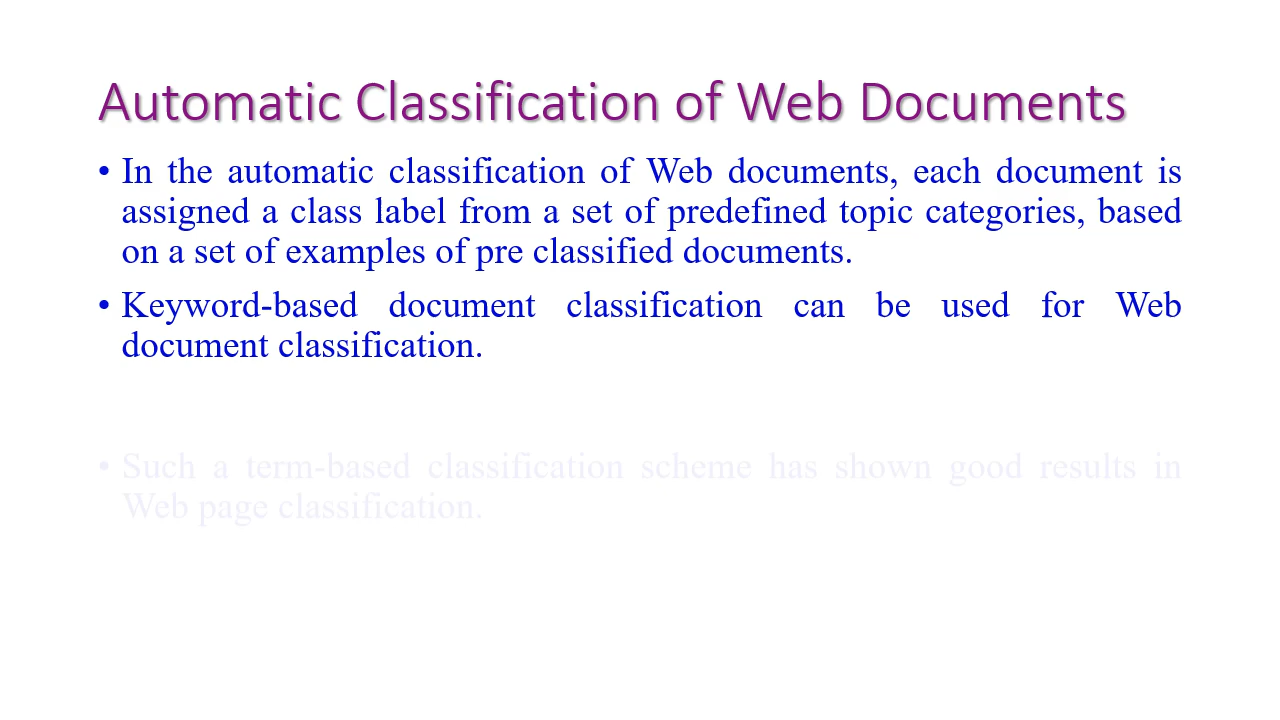 Automatic Classification of Web Documents
• In the automatic classification of Web documents, each document is
assigned a class label from a set of predefined topic categories, based
on a set of examples of pre classified documents.
• Keyword-based document classification can be used for Web
document classification.
• Such a term-based classification scheme has shown good results in
Web page classification.